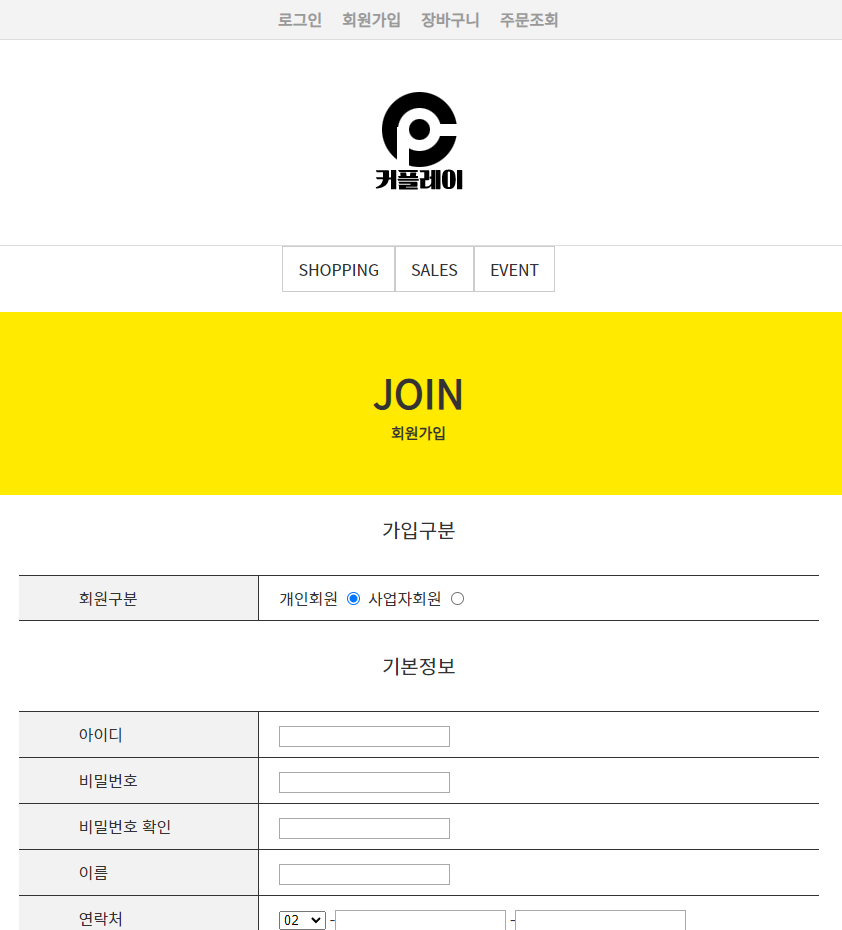 로그인 회원가입 장바구니 주문조회
커플레이
SHOPPING SALES EVENT
JOIN
회원가입
가입구분
회원구분 개인회원 사업자회원
기본정보
아이디
비밀번호
비밀번호 확인
이름
연락처 02 - -